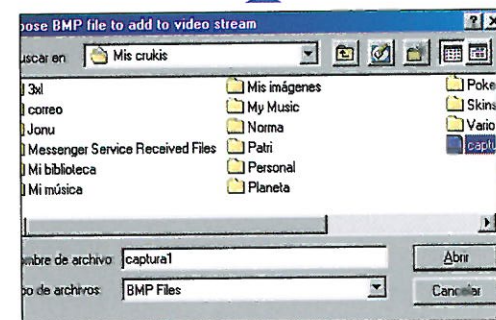 pose BMP file to add to video stream
uscar en: Mis crukis
3xl
correo
Jonu
Messenger Service Received Files
Mi biblioteca
Mi música
Mis imágenes
My Music
Norma
Patri
Personal
Planeta
Poke
Skins
Vario
captu
ombre de archivo: captura1
Abrir
po de archivos: BMP Files
Cancelar